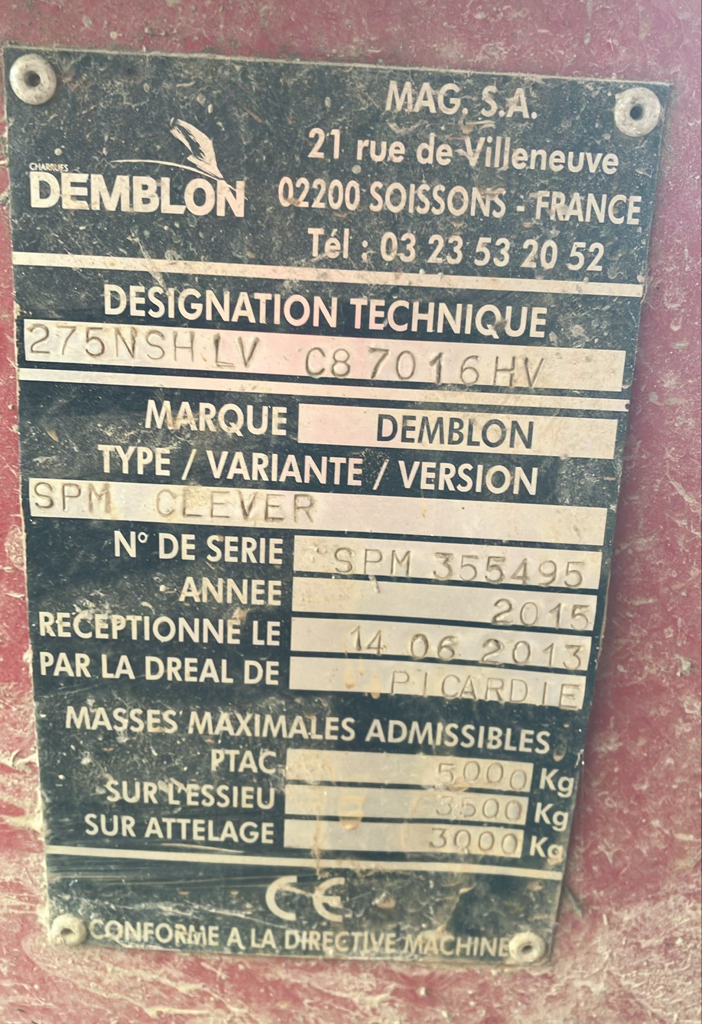 MAG. S.A.
21 rue de Villeneuve
CHARRUES
DEMBLON
02200 SOISSONS - FRANCE
Tél : 03 23 53 20 52
DESIGNATION TECHNIQUE
275NSH LV C8 7016HV
MARQUE DEMBLON
TYPE / VARIANTE / VERSION
SPM CLEVER
N° DE SERIE SPM 355495
ANNEE 2015
RECEPTIONNE LE 14 06 2013
PAR LA DREAL DE PICARDIE
MASSES MAXIMALES ADMISSIBLES
PTAC 5000 Kg
SUR L'ESSIEU 3500 Kg
SUR ATTELAGE 3000 Kg
CE
CONFORME A LA DIRECTIVE MACHINE